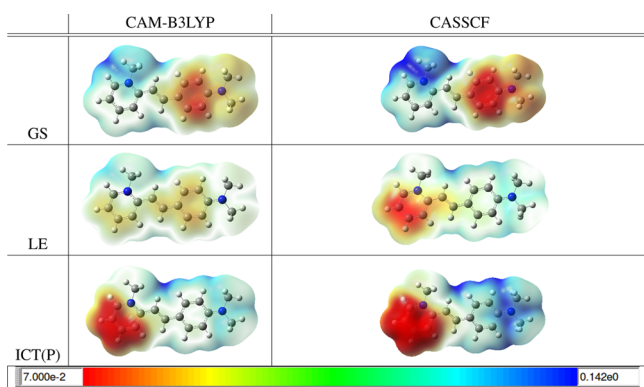 CAM-B3LYP CASSCF
GS
LE
ICT(P)
7.000e-2 0.142e0